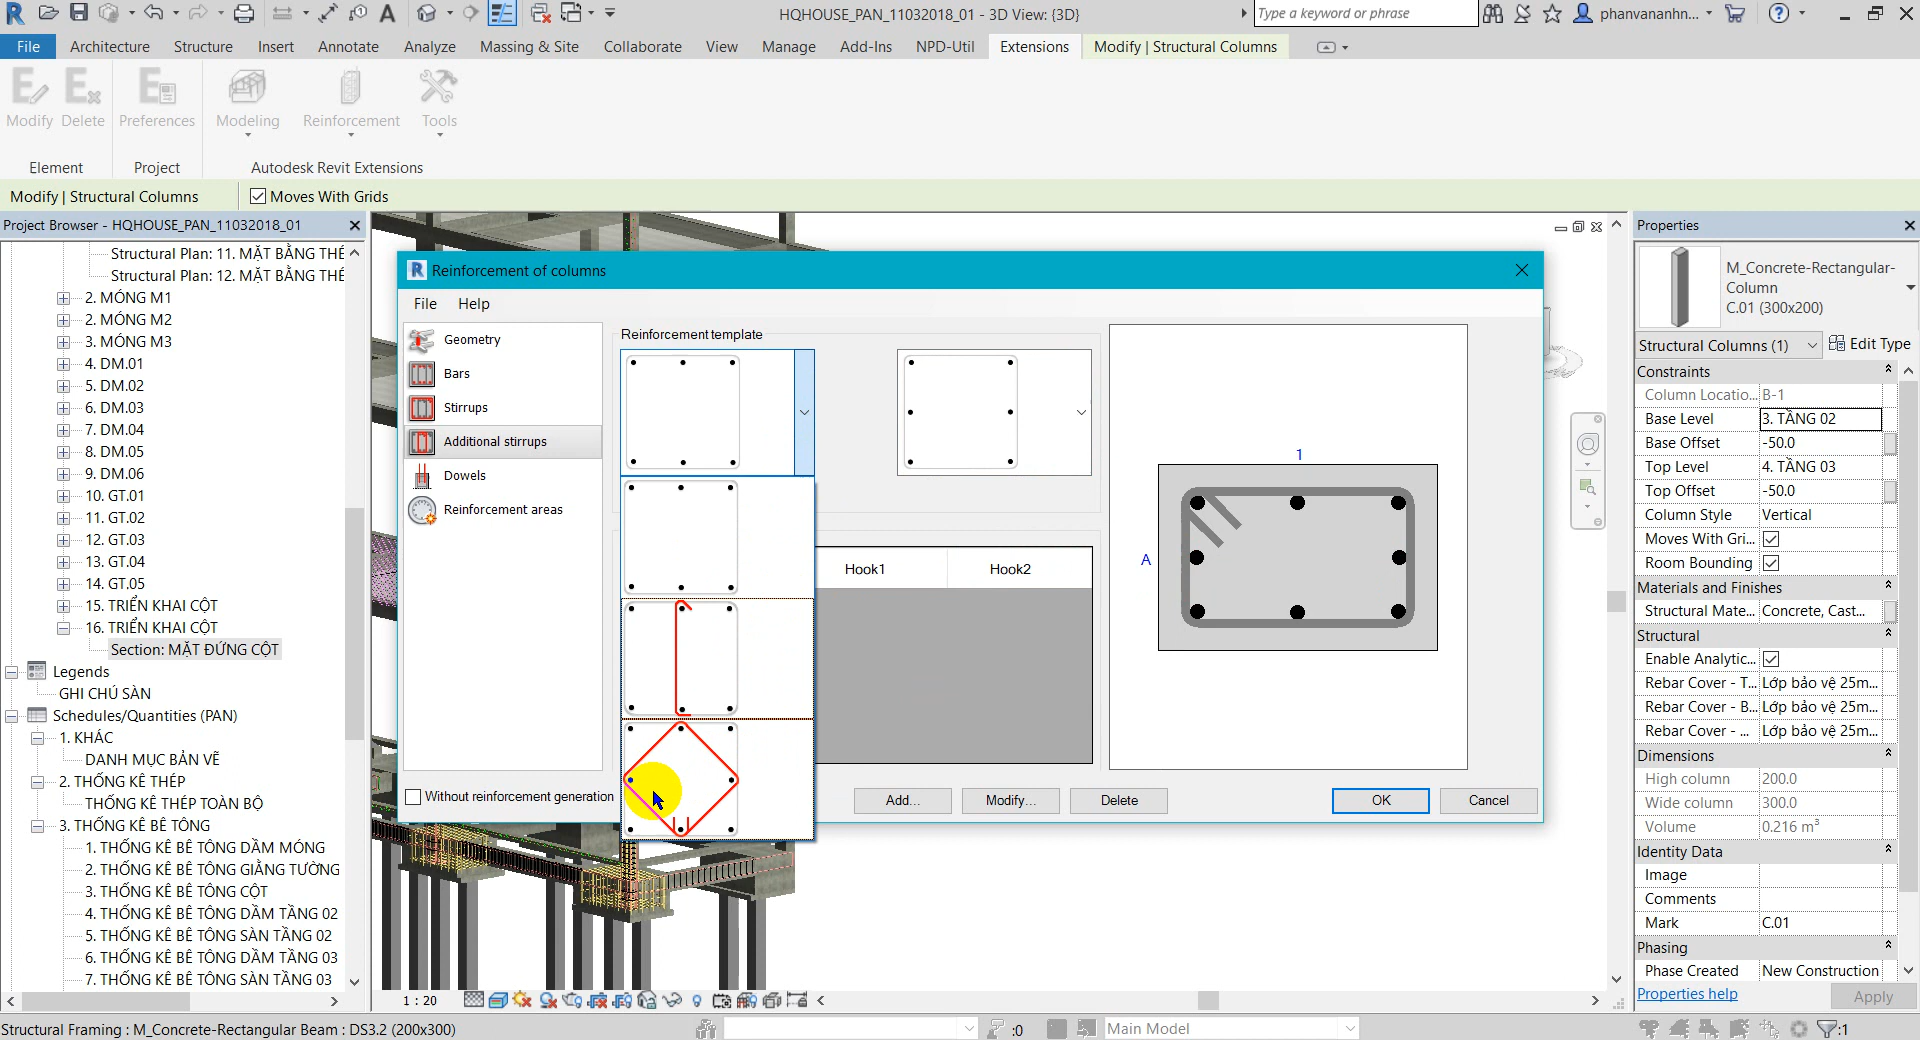 HQHOUSE_PAN_11032018_01 - 3D View: {3D}
Type a keyword or phrase
phanvananhn...
File
Architecture
Structure
Insert
Annotate
Analyze
Massing & Site
Collaborate
View
Manage
Add-Ins
NPD-Util
Extensions
Modify | Structural Columns
Modify
Delete
Preferences
Modeling
Reinforcement
Tools
Element
Project
Autodesk Revit Extensions
Modify | Structural Columns
Moves With Grids
Project Browser - HQHOUSE_PAN_11032018_01
Structural Plan: 11. MẶT BẰNG THÉ
Structural Plan: 12. MẶT BẰNG THÉ
2. MÓNG M1
2. MÓNG M2
3. MÓNG M3
4. DM.01
5. DM.02
6. DM.03
7. DM.04
8. DM.05
9. DM.06
10. GT.01
11. GT.02
12. GT.03
13. GT.04
14. GT.05
15. TRIỂN KHAI CỘT
16. TRIỂN KHAI CỘT
Section: MẶT ĐỨNG CỘT
Legends
GHI CHÚ SÀN
Schedules/Quantities (PAN)
1. KHÁC
DANH MỤC BẢN VẼ
2. THỐNG KÊ THÉP
THỐNG KÊ THÉP TOÀN BỘ
3. THỐNG KÊ BÊ TÔNG
1. THỐNG KÊ BÊ TÔNG DẦM MÓNG
2. THỐNG KÊ BÊ TÔNG GIẰNG TƯỜNG
3. THỐNG KÊ BÊ TÔNG CỘT
4. THỐNG KÊ BÊ TÔNG DẦM TẦNG 02
5. THỐNG KÊ BÊ TÔNG SÀN TẦNG 02
6. THỐNG KÊ BÊ TÔNG DẦM TẦNG 03
7. THỐNG KÊ BÊ TÔNG SÀN TẦNG 03
Reinforcement of columns
File
Help
Geometry
Bars
Stirrups
Additional stirrups
Dowels
Reinforcement areas
Reinforcement template
Hook1
Hook2
1
A
Without reinforcement generation
Add...
Modify...
Delete
OK
Cancel
Properties
M_Concrete-Rectangular-
Column
C.01 (300x200)
Structural Columns (1)
Edit Type
Constraints
Column Locatio... B-1
Base Level 3. TẦNG 02
Base Offset -50.0
Top Level 4. TẦNG 03
Top Offset -50.0
Column Style Vertical
Moves With Gri...
Room Bounding
Materials and Finishes
Structural Mate... Concrete, Cast...
Structural
Enable Analytic...
Rebar Cover - T... Lớp bảo vệ 25m...
Rebar Cover - B... Lớp bảo vệ 25m...
Rebar Cover - ... Lớp bảo vệ 25m...
Dimensions
High column 200.0
Wide column 300.0
Volume 0.216 m³
Identity Data
Image
Comments
Mark C.01
Phasing
Phase Created New Construction
Properties help
Apply
1 : 20
Structural Framing : M_Concrete-Rectangular Beam : DS3.2 (200x300)
:0
Main Model
:1